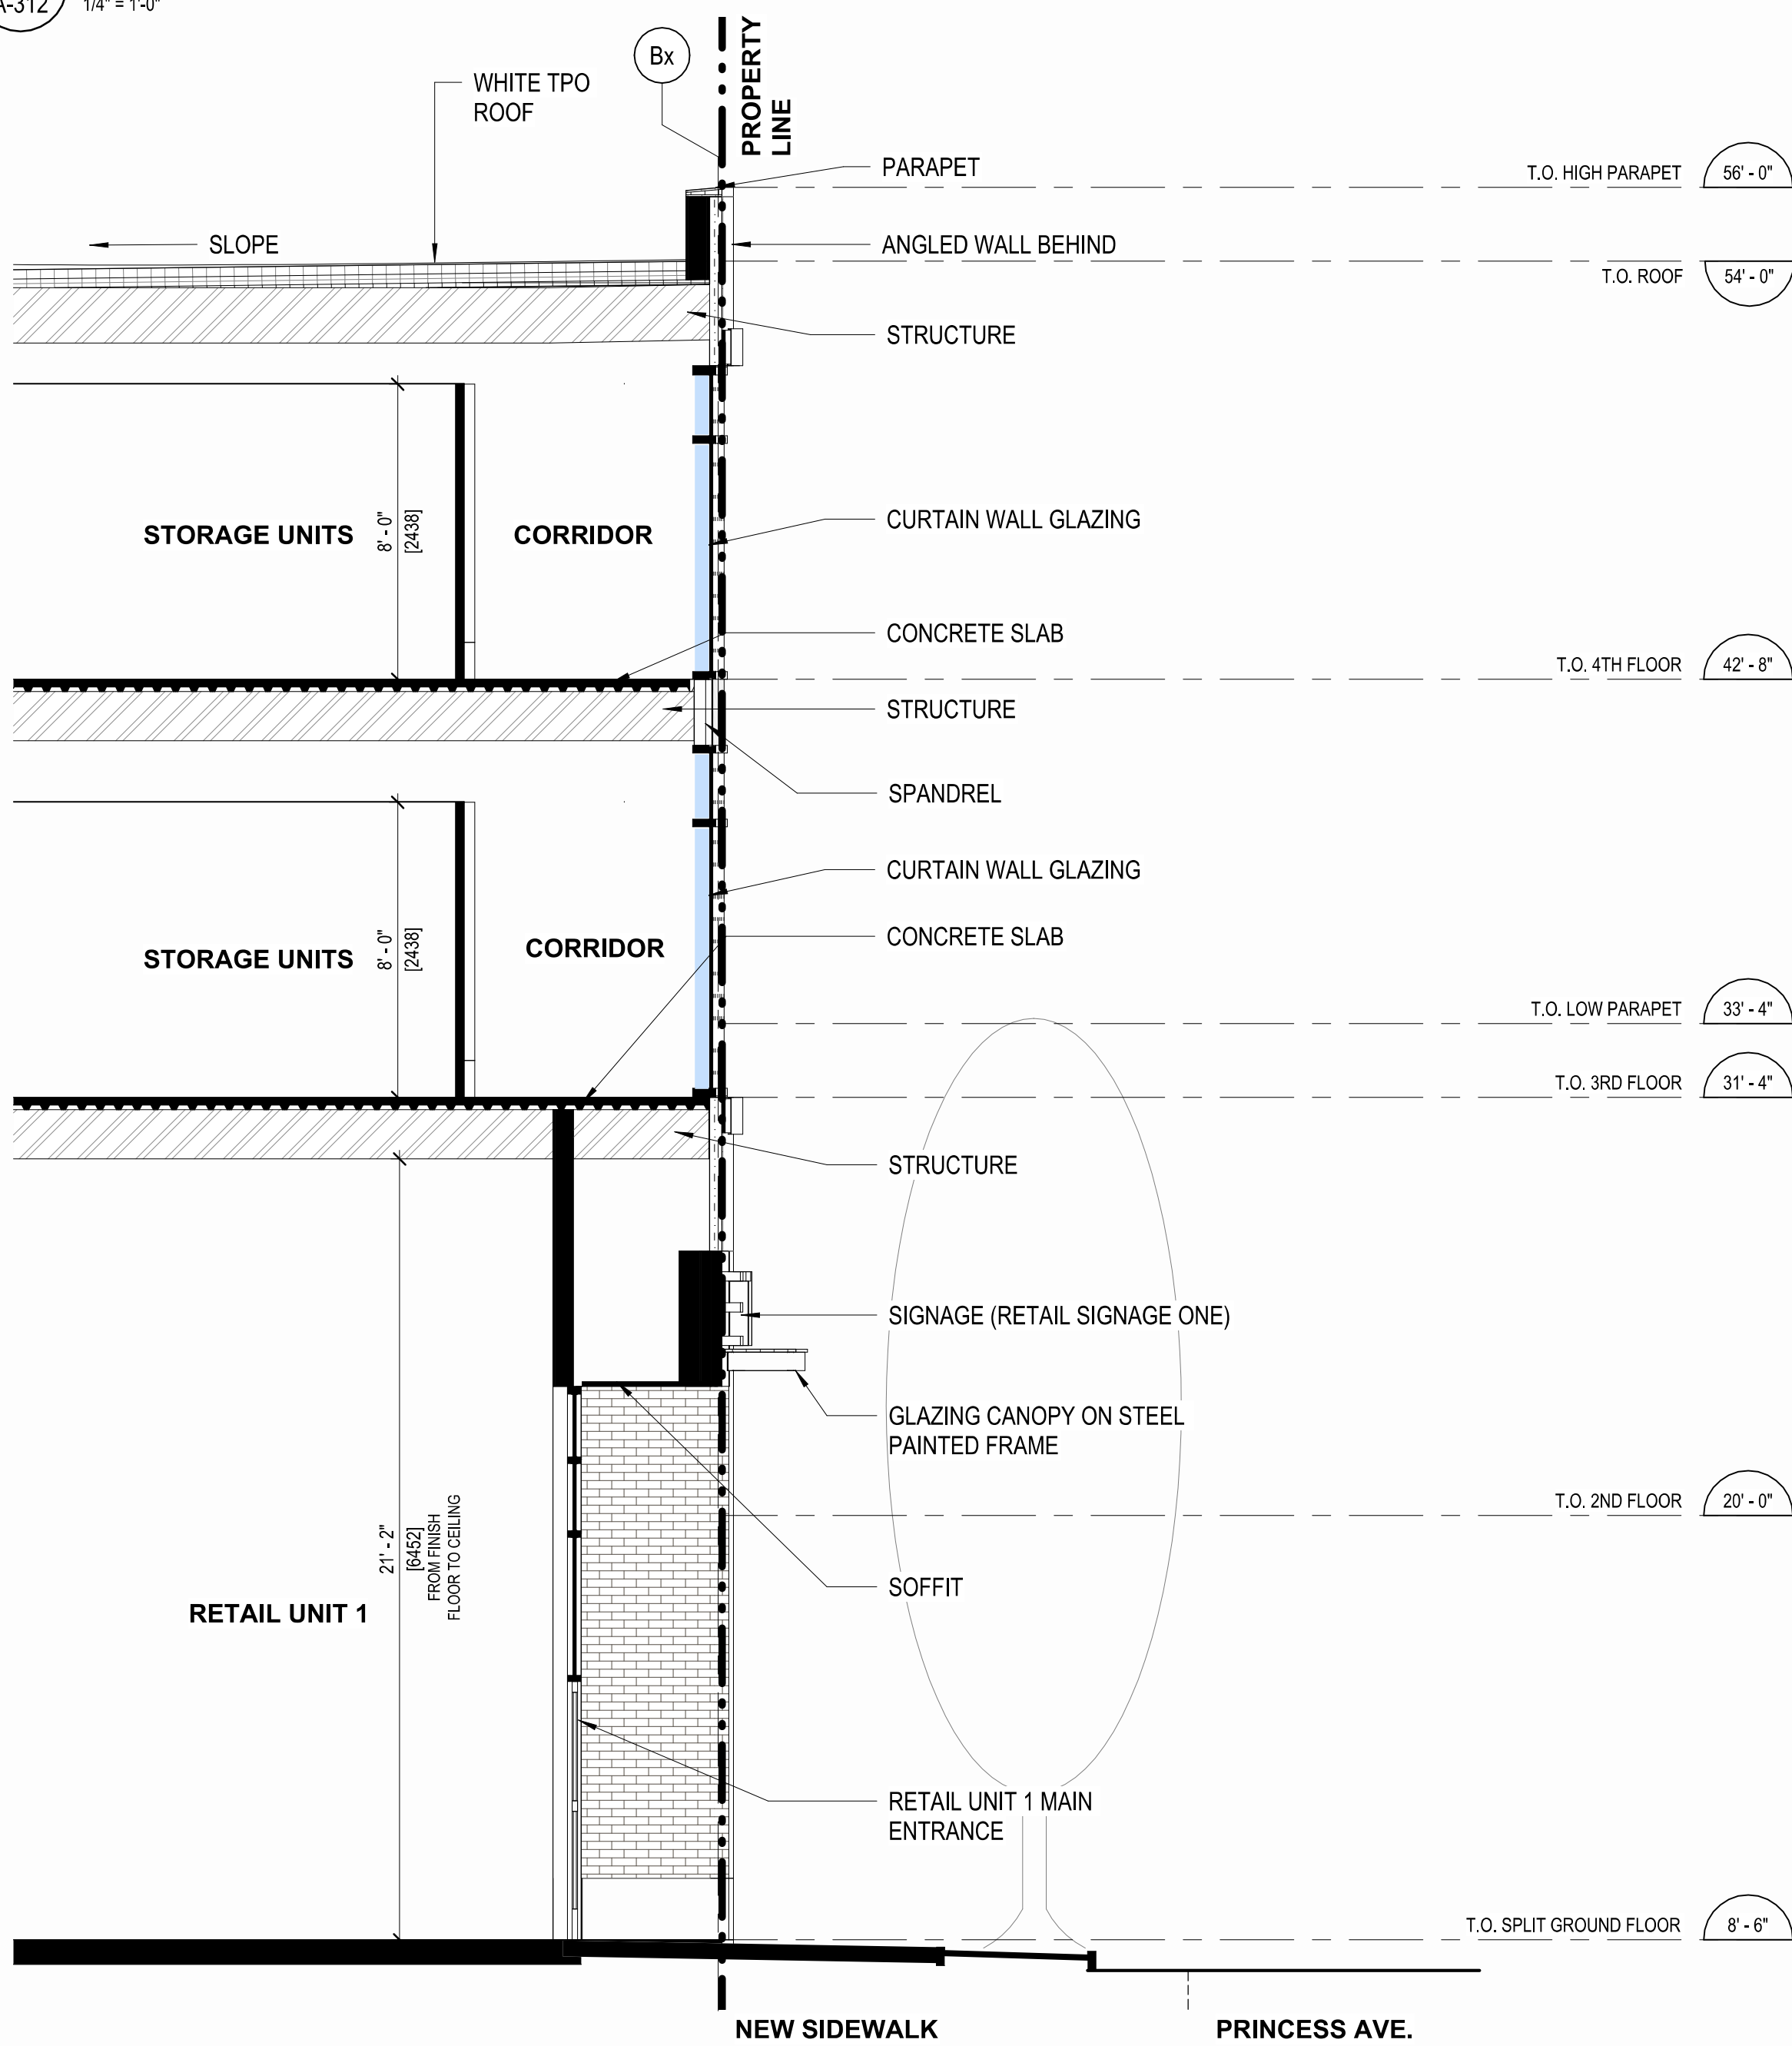 A-312
1/4" = 1'-0"
Bx
PROPERTY
LINE
WHITE TPO
ROOF
PARAPET
T.O. HIGH PARAPET
56' - 0"
SLOPE
ANGLED WALL BEHIND
T.O. ROOF
54' - 0"
STRUCTURE
STORAGE UNITS
8' - 0"
[2438]
CORRIDOR
CURTAIN WALL GLAZING
CONCRETE SLAB
T.O. 4TH FLOOR
42' - 8"
STRUCTURE
SPANDREL
CURTAIN WALL GLAZING
STORAGE UNITS
8' - 0"
[2438]
CORRIDOR
CONCRETE SLAB
T.O. LOW PARAPET
33' - 4"
T.O. 3RD FLOOR
31' - 4"
STRUCTURE
SIGNAGE (RETAIL SIGNAGE ONE)
GLAZING CANOPY ON STEEL
PAINTED FRAME
T.O. 2ND FLOOR
20' - 0"
21' - 2"
[6452]
FROM FINISH
FLOOR TO CEILING
SOFFIT
RETAIL UNIT 1
RETAIL UNIT 1 MAIN
ENTRANCE
T.O. SPLIT GROUND FLOOR
8' - 6"
NEW SIDEWALK
PRINCESS AVE.